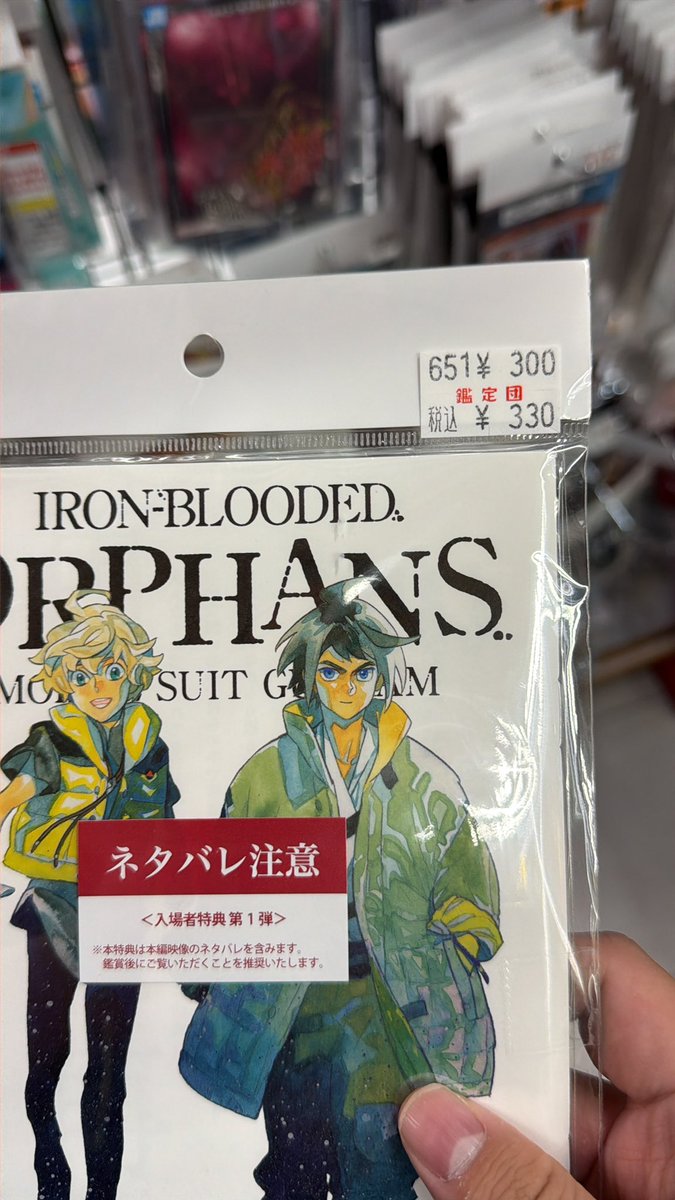 651¥ 300
鑑定団
税込 ¥ 330
IRON-BLOODED
ORPHANS
SUIT
ネタバレ注意
＜入場者特典 第1弾＞
※本特典は本編映像のネタバレを含みます。
鑑賞後にご覧いただくことを推奨いたします。